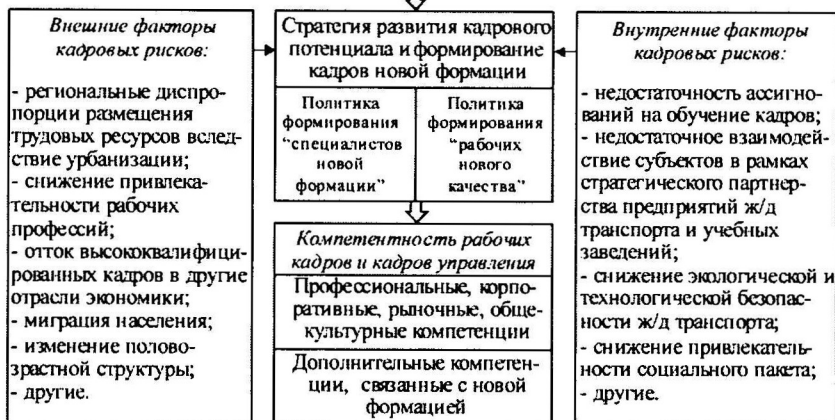 Внешние факторы
кадровых рисков:
- региональные диспро-
порции размещения
трудовых ресурсов вслед-
ствие урбанизации;
- снижение привлека-
тельности рабочих
профессий;
- отток высококвалифици-
рованных кадров в другие
отрасли экономики;
- миграция населения;
- изменение полово-
зрастной структуры;
- другие.
Стратегия развития кадрового
потенциала и формирование
кадров новой формации
Политика
формирования
"специалистов
новой
формации"
Политика
формирования
"рабочих
нового
качества"
Компетентность рабочих
кадров и кадров управления
Профессиональные, корпо-
ративные, рыночные, обще-
культурные компетенции
Дополнительные компетен-
ции, связанные с новой
формацией
Внутренние факторы
кадровых рисков:
- недостаточность ассигно-
ваний на обучение кадров;
- недостаточное взаимодей-
ствие субъектов в рамках
стратегического партнер-
ства предприятий ж/д
транспорта и учебных
заведений;
- снижение экологической и
технологической безопас-
ности ж/д транспорта;
- снижение привлекатель-
ности социального пакета;
- другие.